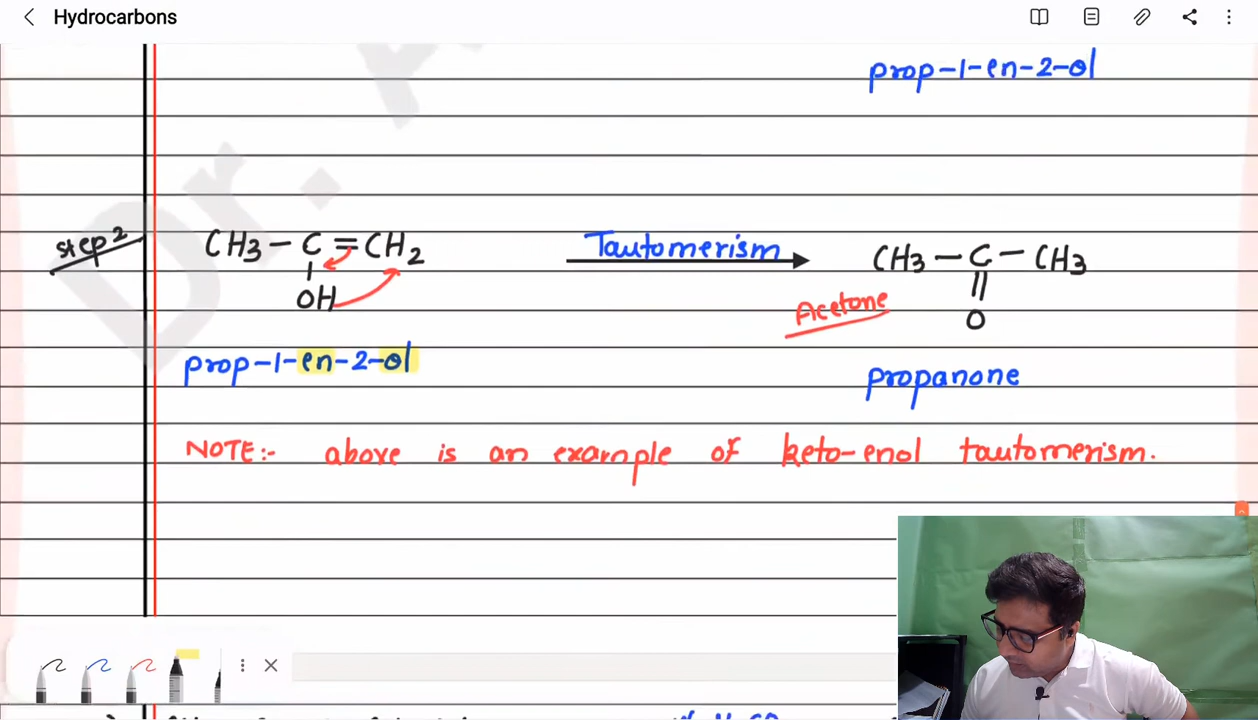 Hydrocarbons
prop-1-en-2-ol
Dr. A
step 2
CH3 - C = CH2
OH
Tautomerism
Acetone
CH3 - C - CH3
O
prop-1-en-2-ol
propanone
NOTE:- above is an example of keto-enol tautomerism.